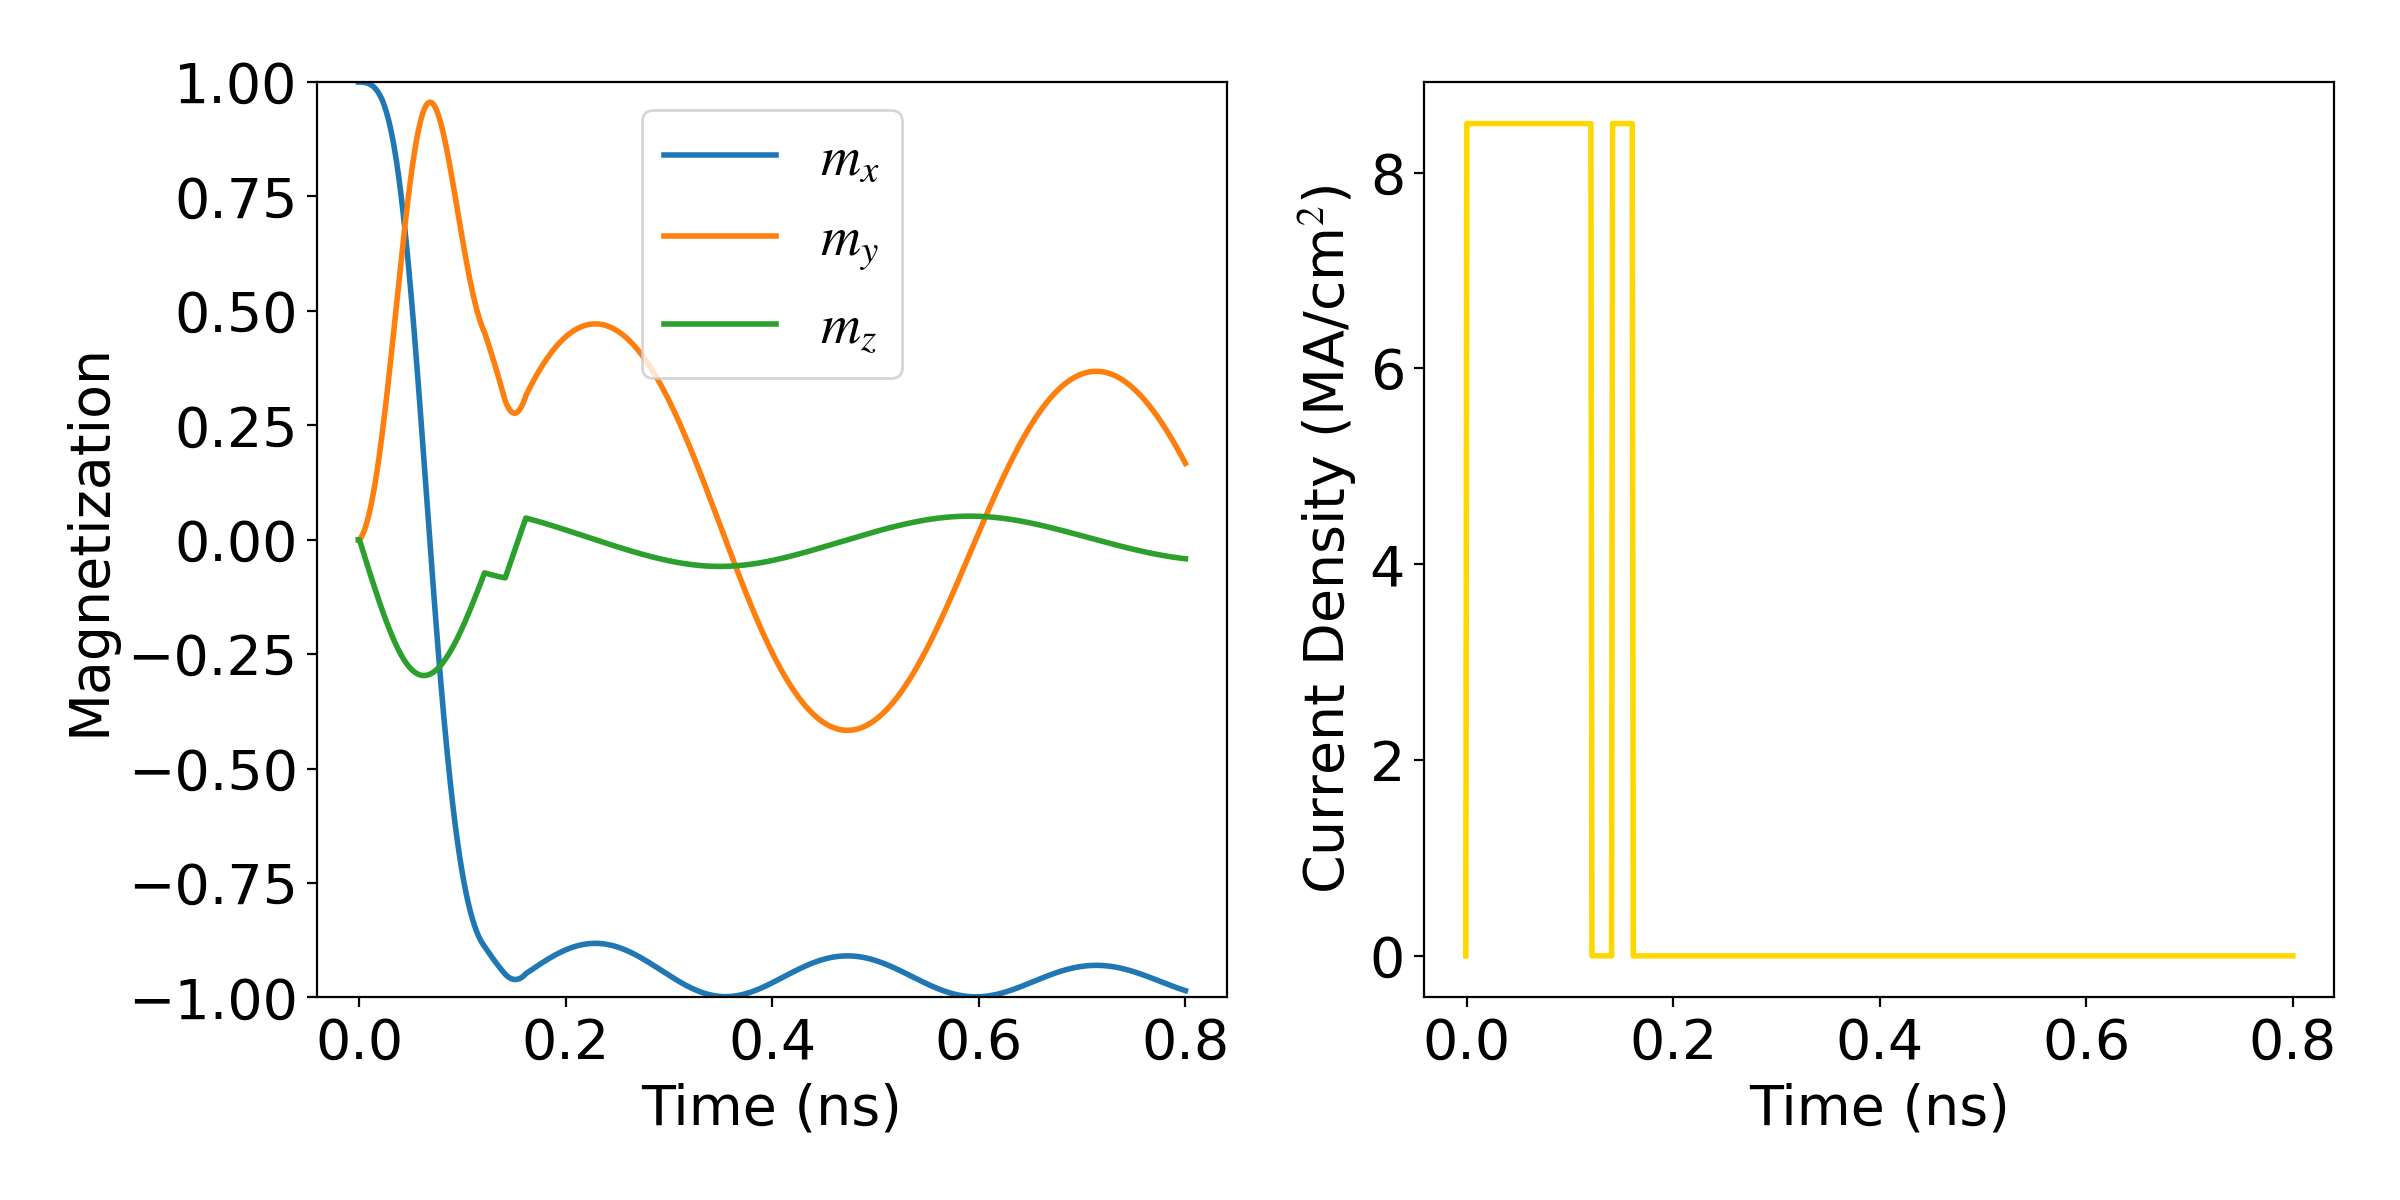 Magnetization
1.00
0.75
0.50
0.25
0.00
−0.25
−0.50
−0.75
−1.00
0.0 0.2 0.4 0.6 0.8
Time (ns)
mₓ
m_y
m_z
Current Density (MA/cm²)
8
6
4
2
0
0.0 0.2 0.4 0.6 0.8
Time (ns)